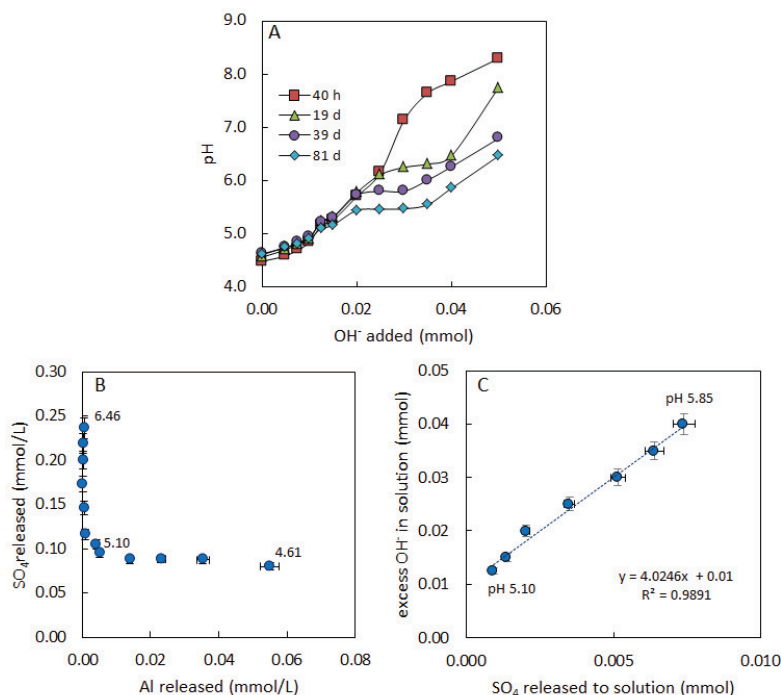 A
9.0
8.0
7.0
6.0
5.0
4.0
pH
40 h
19 d
39 d
81 d
0.00 0.02 0.04 0.06
OH⁻ added (mmol)
B
0.30
0.25
0.20
0.15
0.10
0.05
0.00
SO₄released (mmol/L)
6.46
5.10
4.61
0.00 0.02 0.04 0.06 0.08
Al released (mmol/L)
C
0.05
0.04
0.03
0.02
0.01
0.00
excess OH⁻ in solution (mmol)
pH 5.85
pH 5.10
y = 4.0246x + 0.01
R² = 0.9891
0.000 0.005 0.010
SO₄ released to solution (mmol)